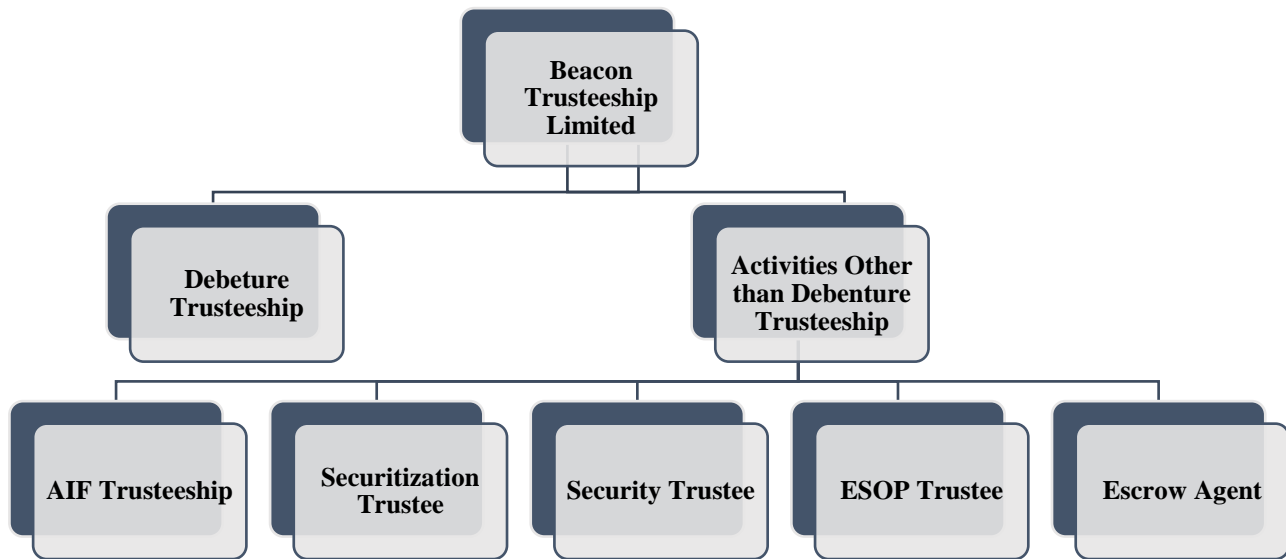 Beacon
Trusteeship
Limited
Debeture
Trusteeship
Activities Other
than Debenture
Trusteeship
AIF Trusteeship
Securitization
Trustee
Security Trustee
ESOP Trustee
Escrow Agent